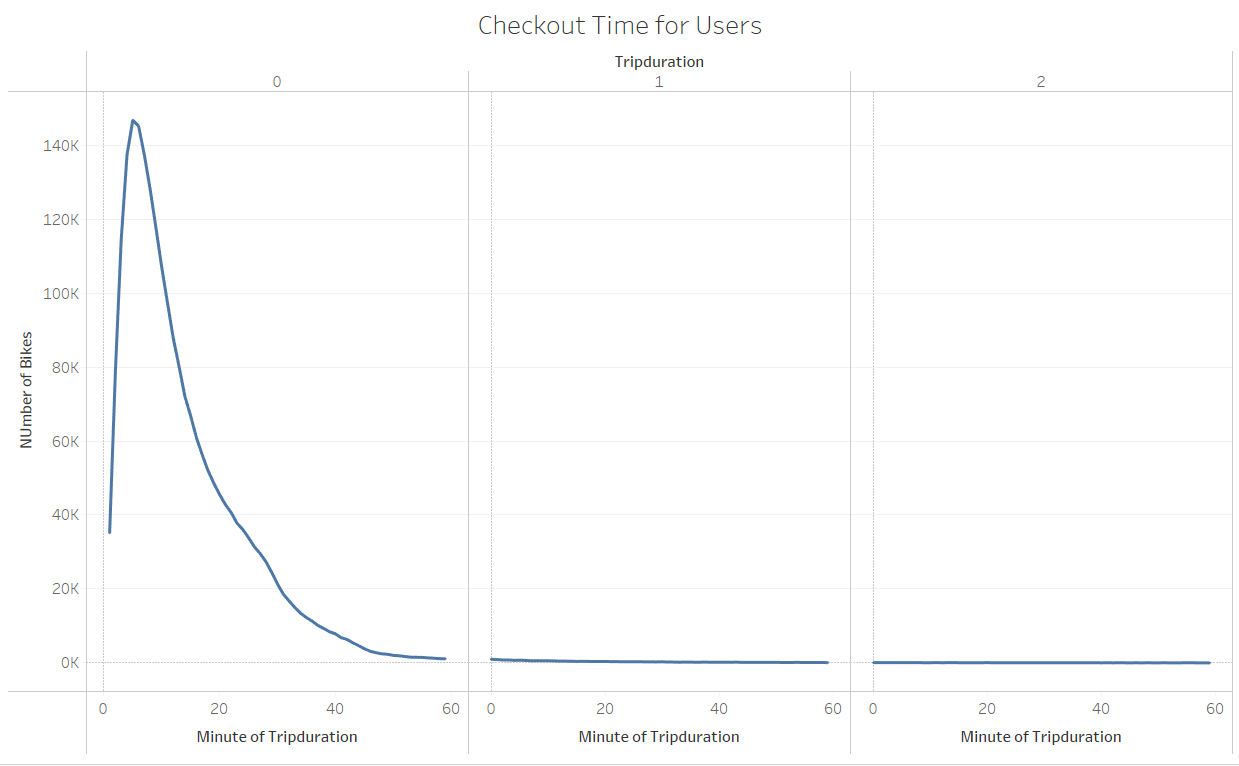 Checkout Time for Users
Tripduration
0 1 2
NUmber of Bikes
140K
120K
100K
80K
60K
40K
20K
0K
0 20 40 60 0 20 40 60 0 20 40 60
Minute of Tripduration Minute of Tripduration Minute of Tripduration